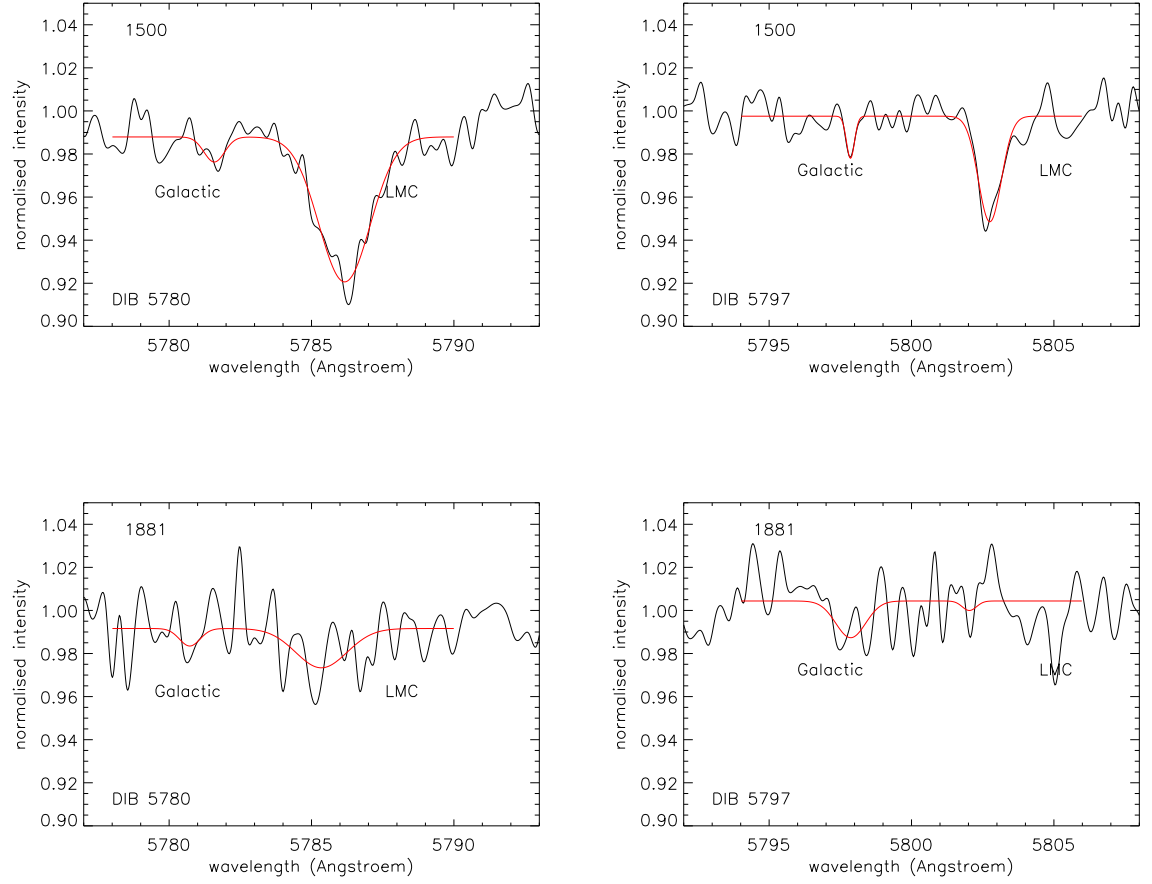 1500
1.04
1.02
1.00
0.98
0.96
0.94
0.92
0.90
normalised intensity
Galactic
LMC
DIB 5780
5780 5785 5790
wavelength (Angstroem)
1500
1.04
1.02
1.00
0.98
0.96
0.94
0.92
0.90
normalised intensity
Galactic
LMC
DIB 5797
5795 5800 5805
wavelength (Angstroem)
1881
1.04
1.02
1.00
0.98
0.96
0.94
0.92
0.90
normalised intensity
Galactic
LMC
DIB 5780
5780 5785 5790
wavelength (Angstroem)
1881
1.04
1.02
1.00
0.98
0.96
0.94
0.92
0.90
normalised intensity
Galactic
LMC
DIB 5797
5795 5800 5805
wavelength (Angstroem)